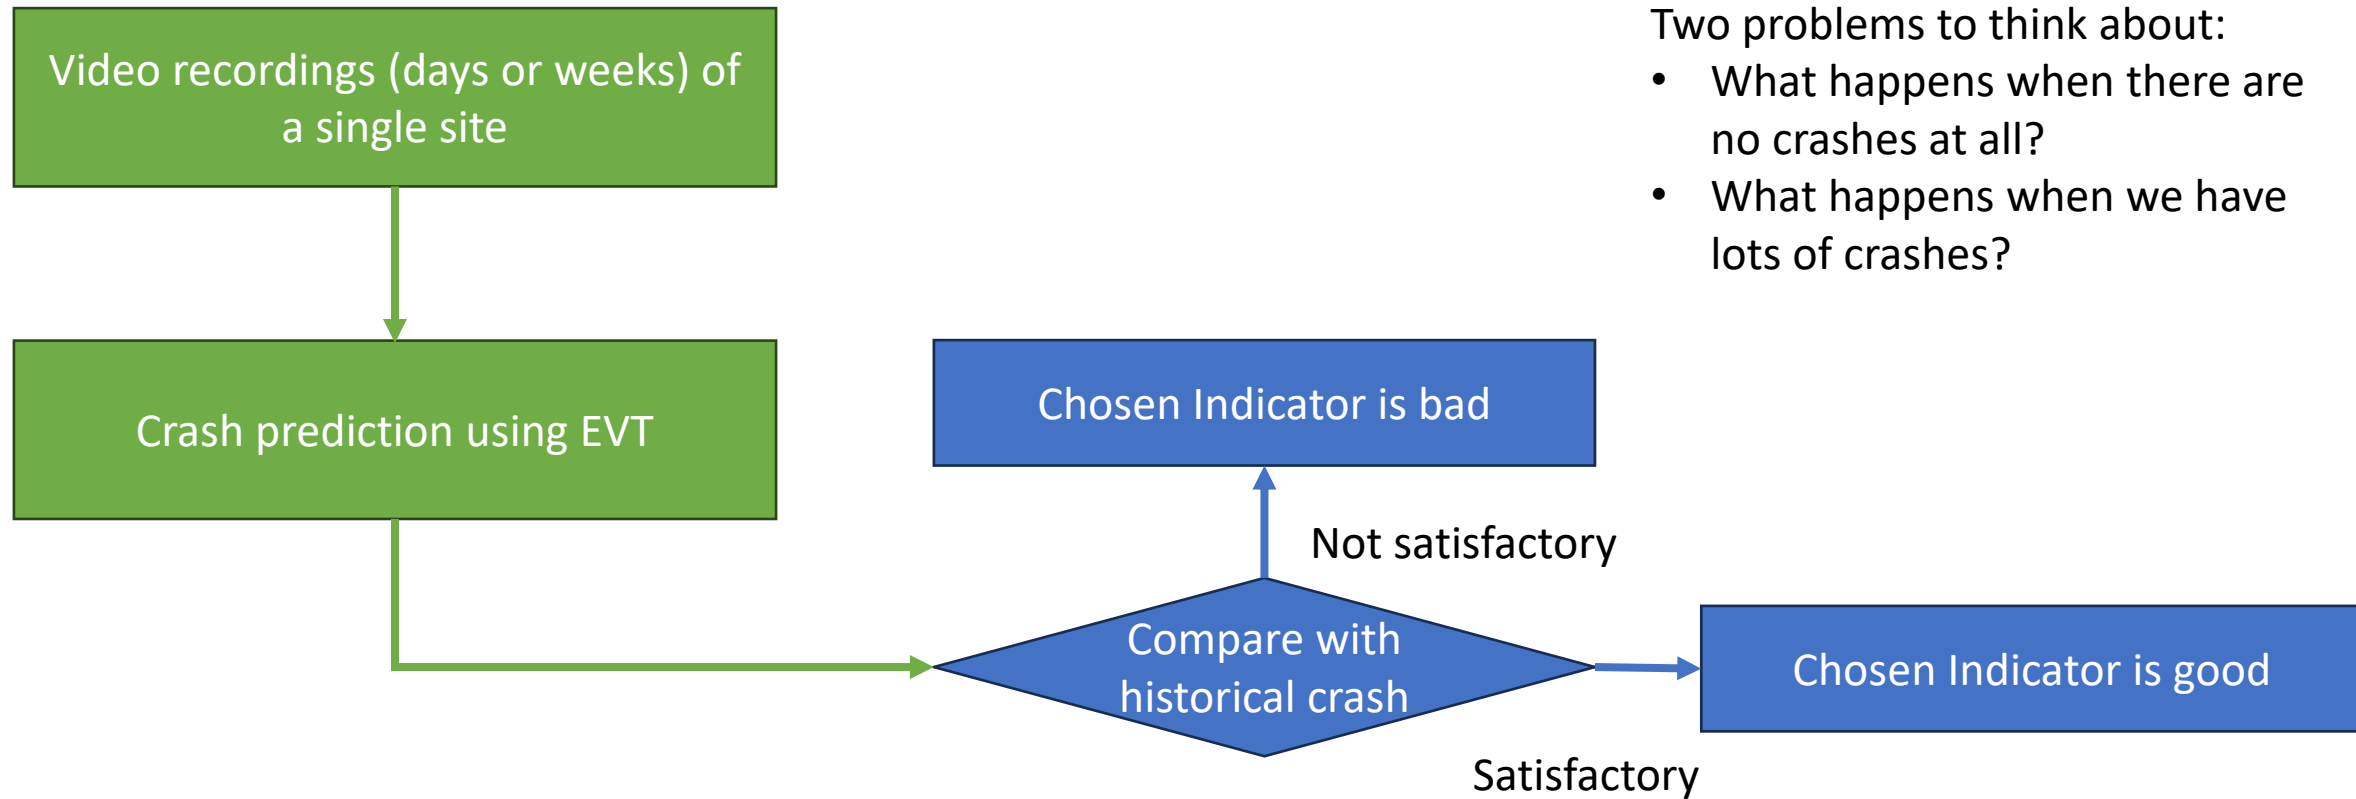 Video recordings (days or weeks) of
a single site
Two problems to think about:
• What happens when there are
no crashes at all?
• What happens when we have
lots of crashes?
Crash prediction using EVT
Chosen Indicator is bad
Not satisfactory
Compare with
historical crash
Chosen Indicator is good
Satisfactory